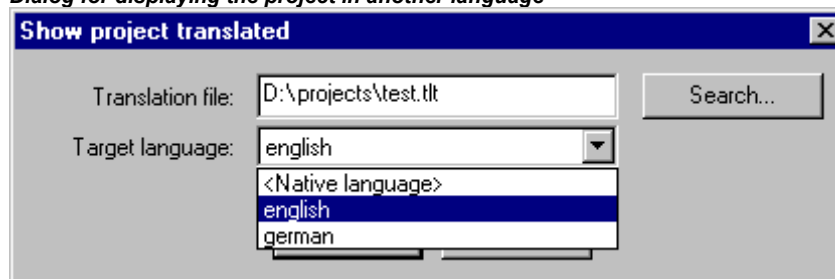 Dialog for displaying the project in another language
Show project translated
Translation file:
D:\projects\test.tlt
Search...
Target language:
english
<Native language>
english
german